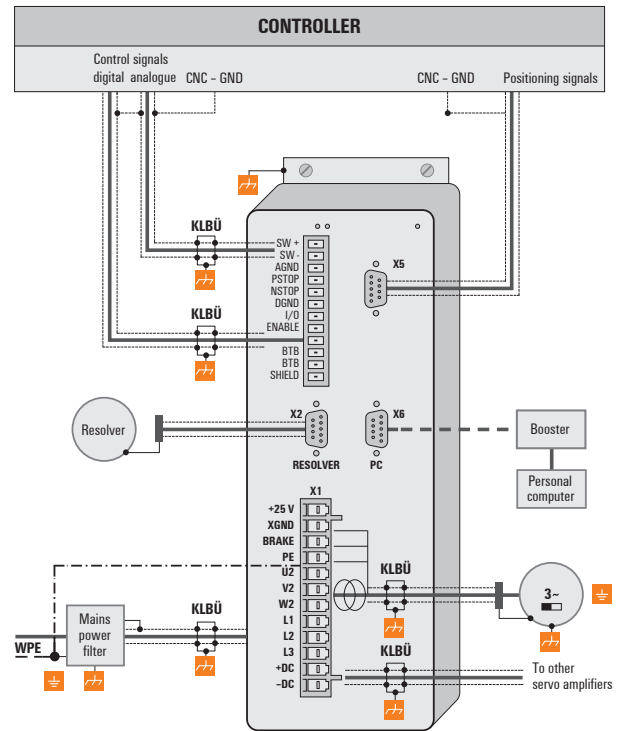 CONTROLLER
Control signals
digital analogue CNC – GND
CNC – GND
Positioning signals
KLBÜ
SW +
SW -
AGND
PSTOP
NSTOP
DGND
I/O
ENABLE
BTB
BTB
SHIELD
X5
KLBÜ
Resolver
X2
RESOLVER
X6
PC
Booster
Personal
computer
X1
+25 V
XGND
BRAKE
PE
U2
V2
W2
L1
L2
L3
+DC
–DC
KLBÜ
3~
Mains
power
filter
WPE
KLBÜ
KLBÜ
To other
servo amplifiers